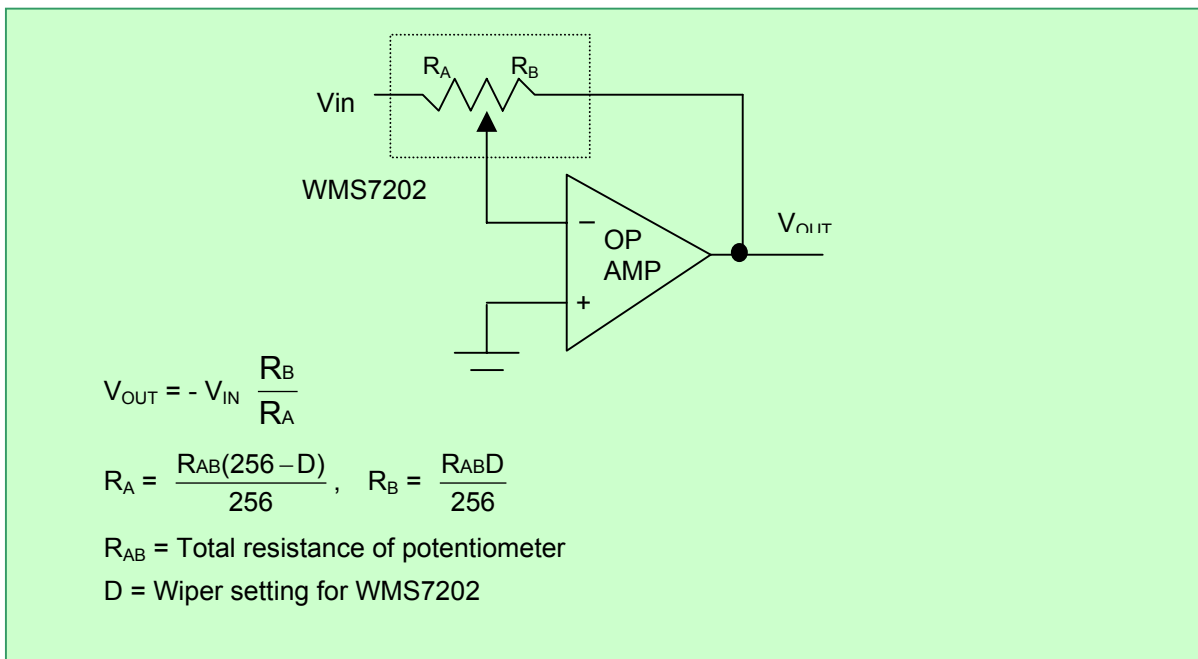 RA RB
Vin
WMS7202
− OP AMP +
VOUT
VOUT = - VIN RB / RA
RA = RAB(256 − D) / 256 , RB = RABD / 256
RAB = Total resistance of potentiometer
D = Wiper setting for WMS7202